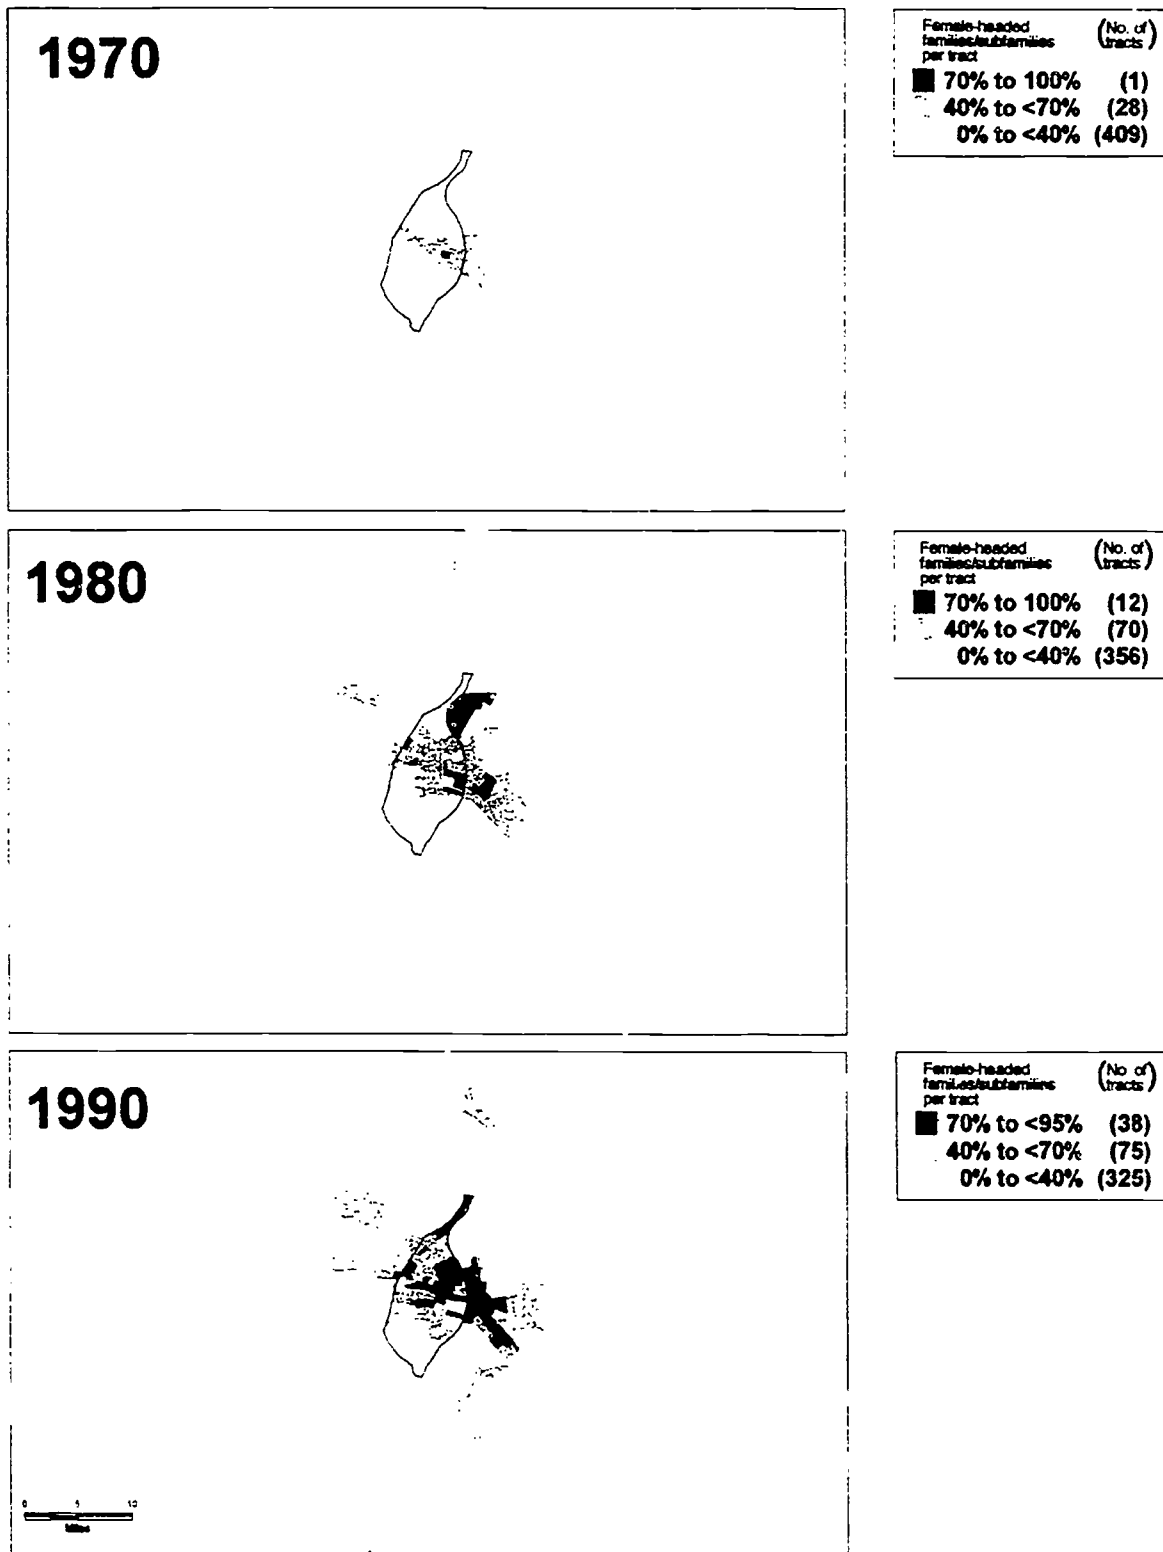 1970
Female-headed (No. of
families/subfamilies tracts)
per tract
70% to 100% (1)
40% to <70% (28)
0% to <40% (409)
1980
Female-headed (No. of)
families/subfamilies (tracts)
per tract
70% to 100% (12)
40% to <70% (70)
0% to <40% (356)
1990
Female-headed (No of)
families/subfamilies (tracts)
per tract
70% to <95% (38)
40% to <70% (75)
0% to <40% (325)
0 5 10
Miles